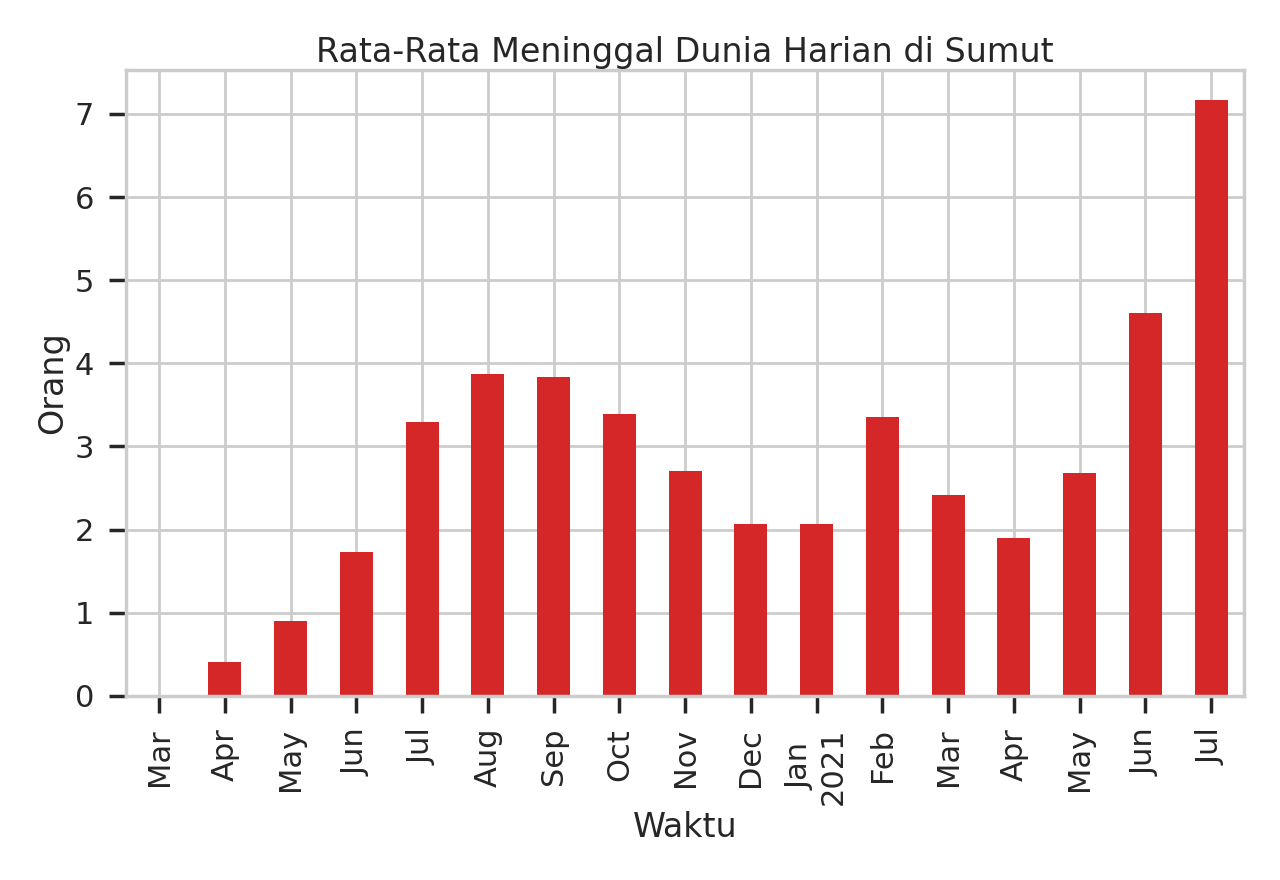 Rata-Rata Meninggal Dunia Harian di Sumut
7
6
5
4
3
2
1
0
Orang
Mar
Apr
May
Jun
Jul
Aug
Sep
Oct
Nov
Dec
Jan
2021
Feb
Mar
Apr
May
Jun
Jul
Waktu